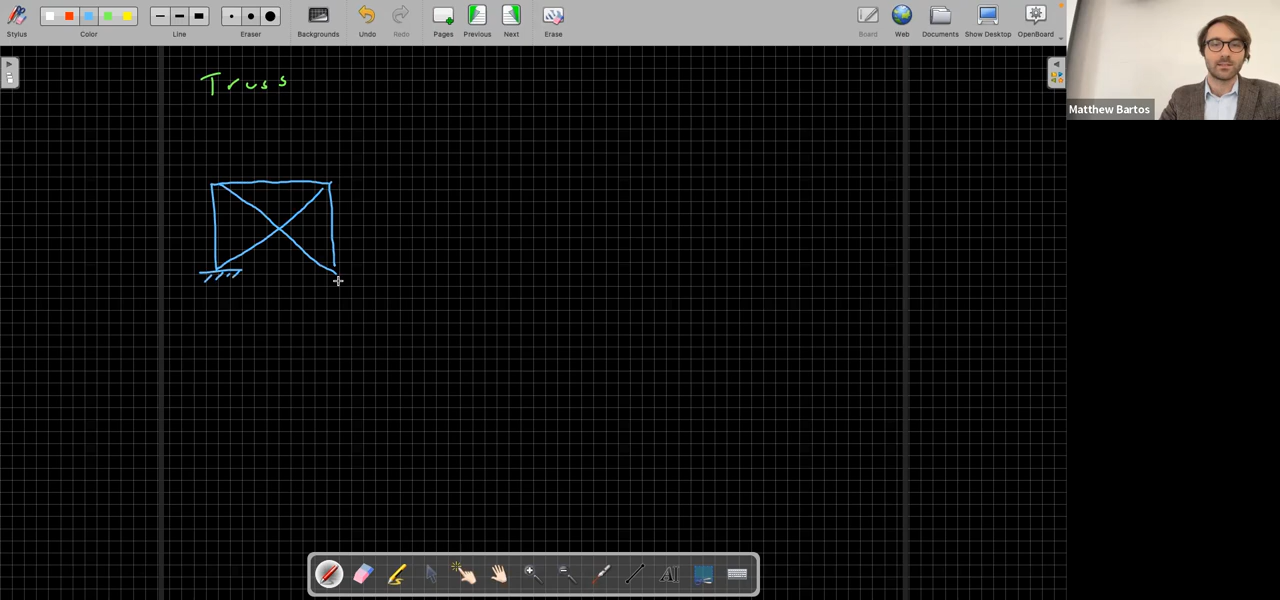 Stylus Color Line Eraser Backgrounds Undo Redo Pages Previous Next Erase Board Web Documents Show Desktop OpenBoard
Matthew Bartos
Truss
AI